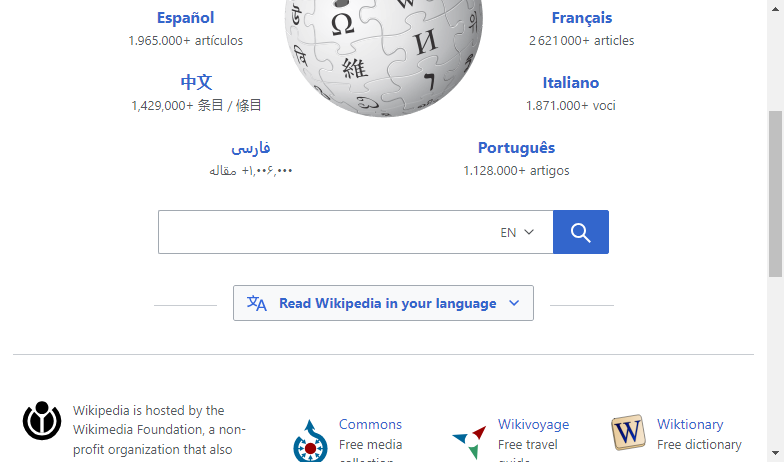 Español
1.965.000+ artículos
Français
2 621 000+ articles
Ω
W
И
維
中文
1,429,000+ 条目 / 條目
Italiano
1.871.000+ voci
فارسی
۱٬۰۰۶٬۰۰۰+ مقاله
Português
1.128.000+ artigos
EN
Read Wikipedia in your language
Wikipedia is hosted by the
Wikimedia Foundation, a non-
profit organization that also
Commons
Free media
collection
Wikivoyage
Free travel
guide
W
Wiktionary
Free dictionary